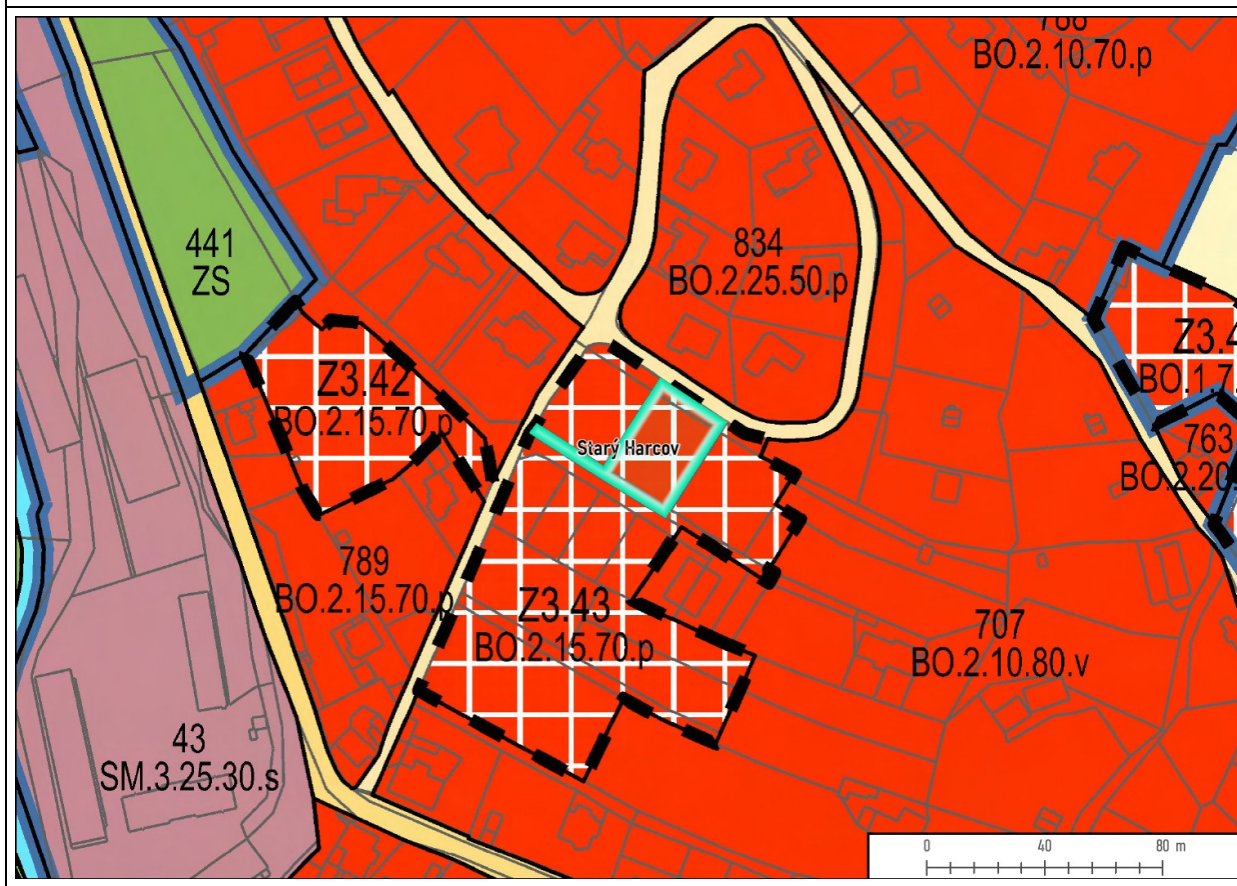 BO.2.10.70.p
441
ZS
834
BO.2.25.50.p
Z3.42
BO.2.15.70.p
Starý Harcov
763
789
BO.2.15.70.p
Z3.43
BO.2.15.70.p
707
BO.2.10.80.v
43
SM.3.25.30.s
0 40 80 m